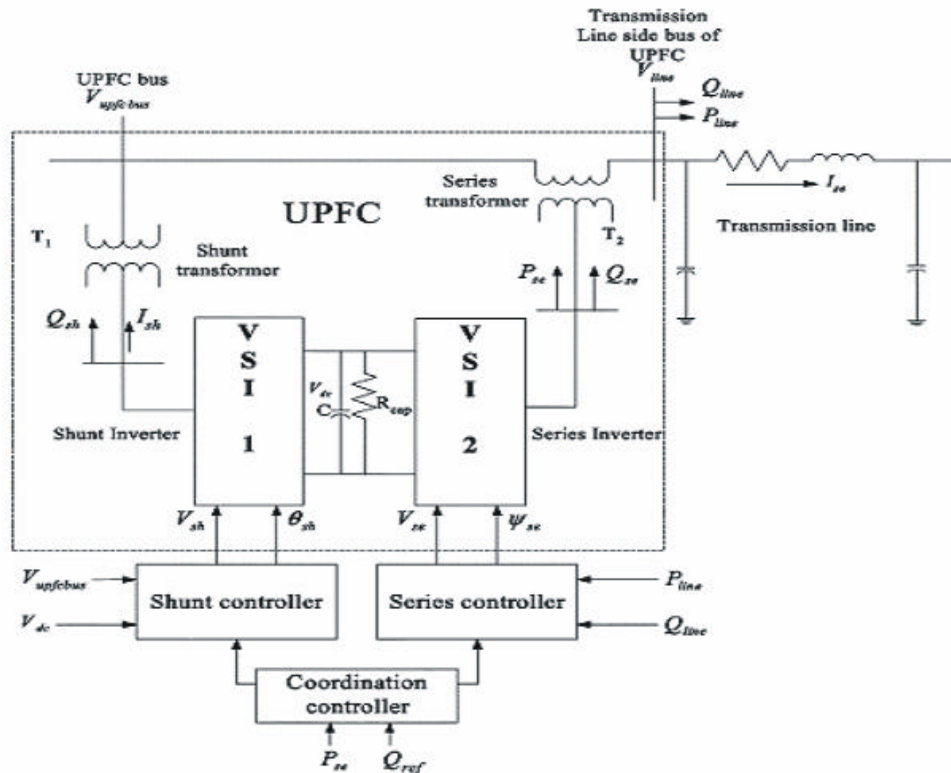 Transmission
Line side bus of
UPFC
V_line
UPFC bus
V_upfcbus
Q_line
P_line
Series
transformer
I_se
UPFC
T_1
T_2
Transmission line
Shunt
transformer
P_se
Q_se
Q_sh
I_sh
V
S
I
1
V
S
I
2
V_dc
C
R_cap
Shunt Inverter
Series Inverter
V_sh
θ_sh
V_se
ψ_se
V_upfcbus
Shunt controller
Series controller
P_line
V_dc
Q_line
Coordination
controller
P_se
Q_ref